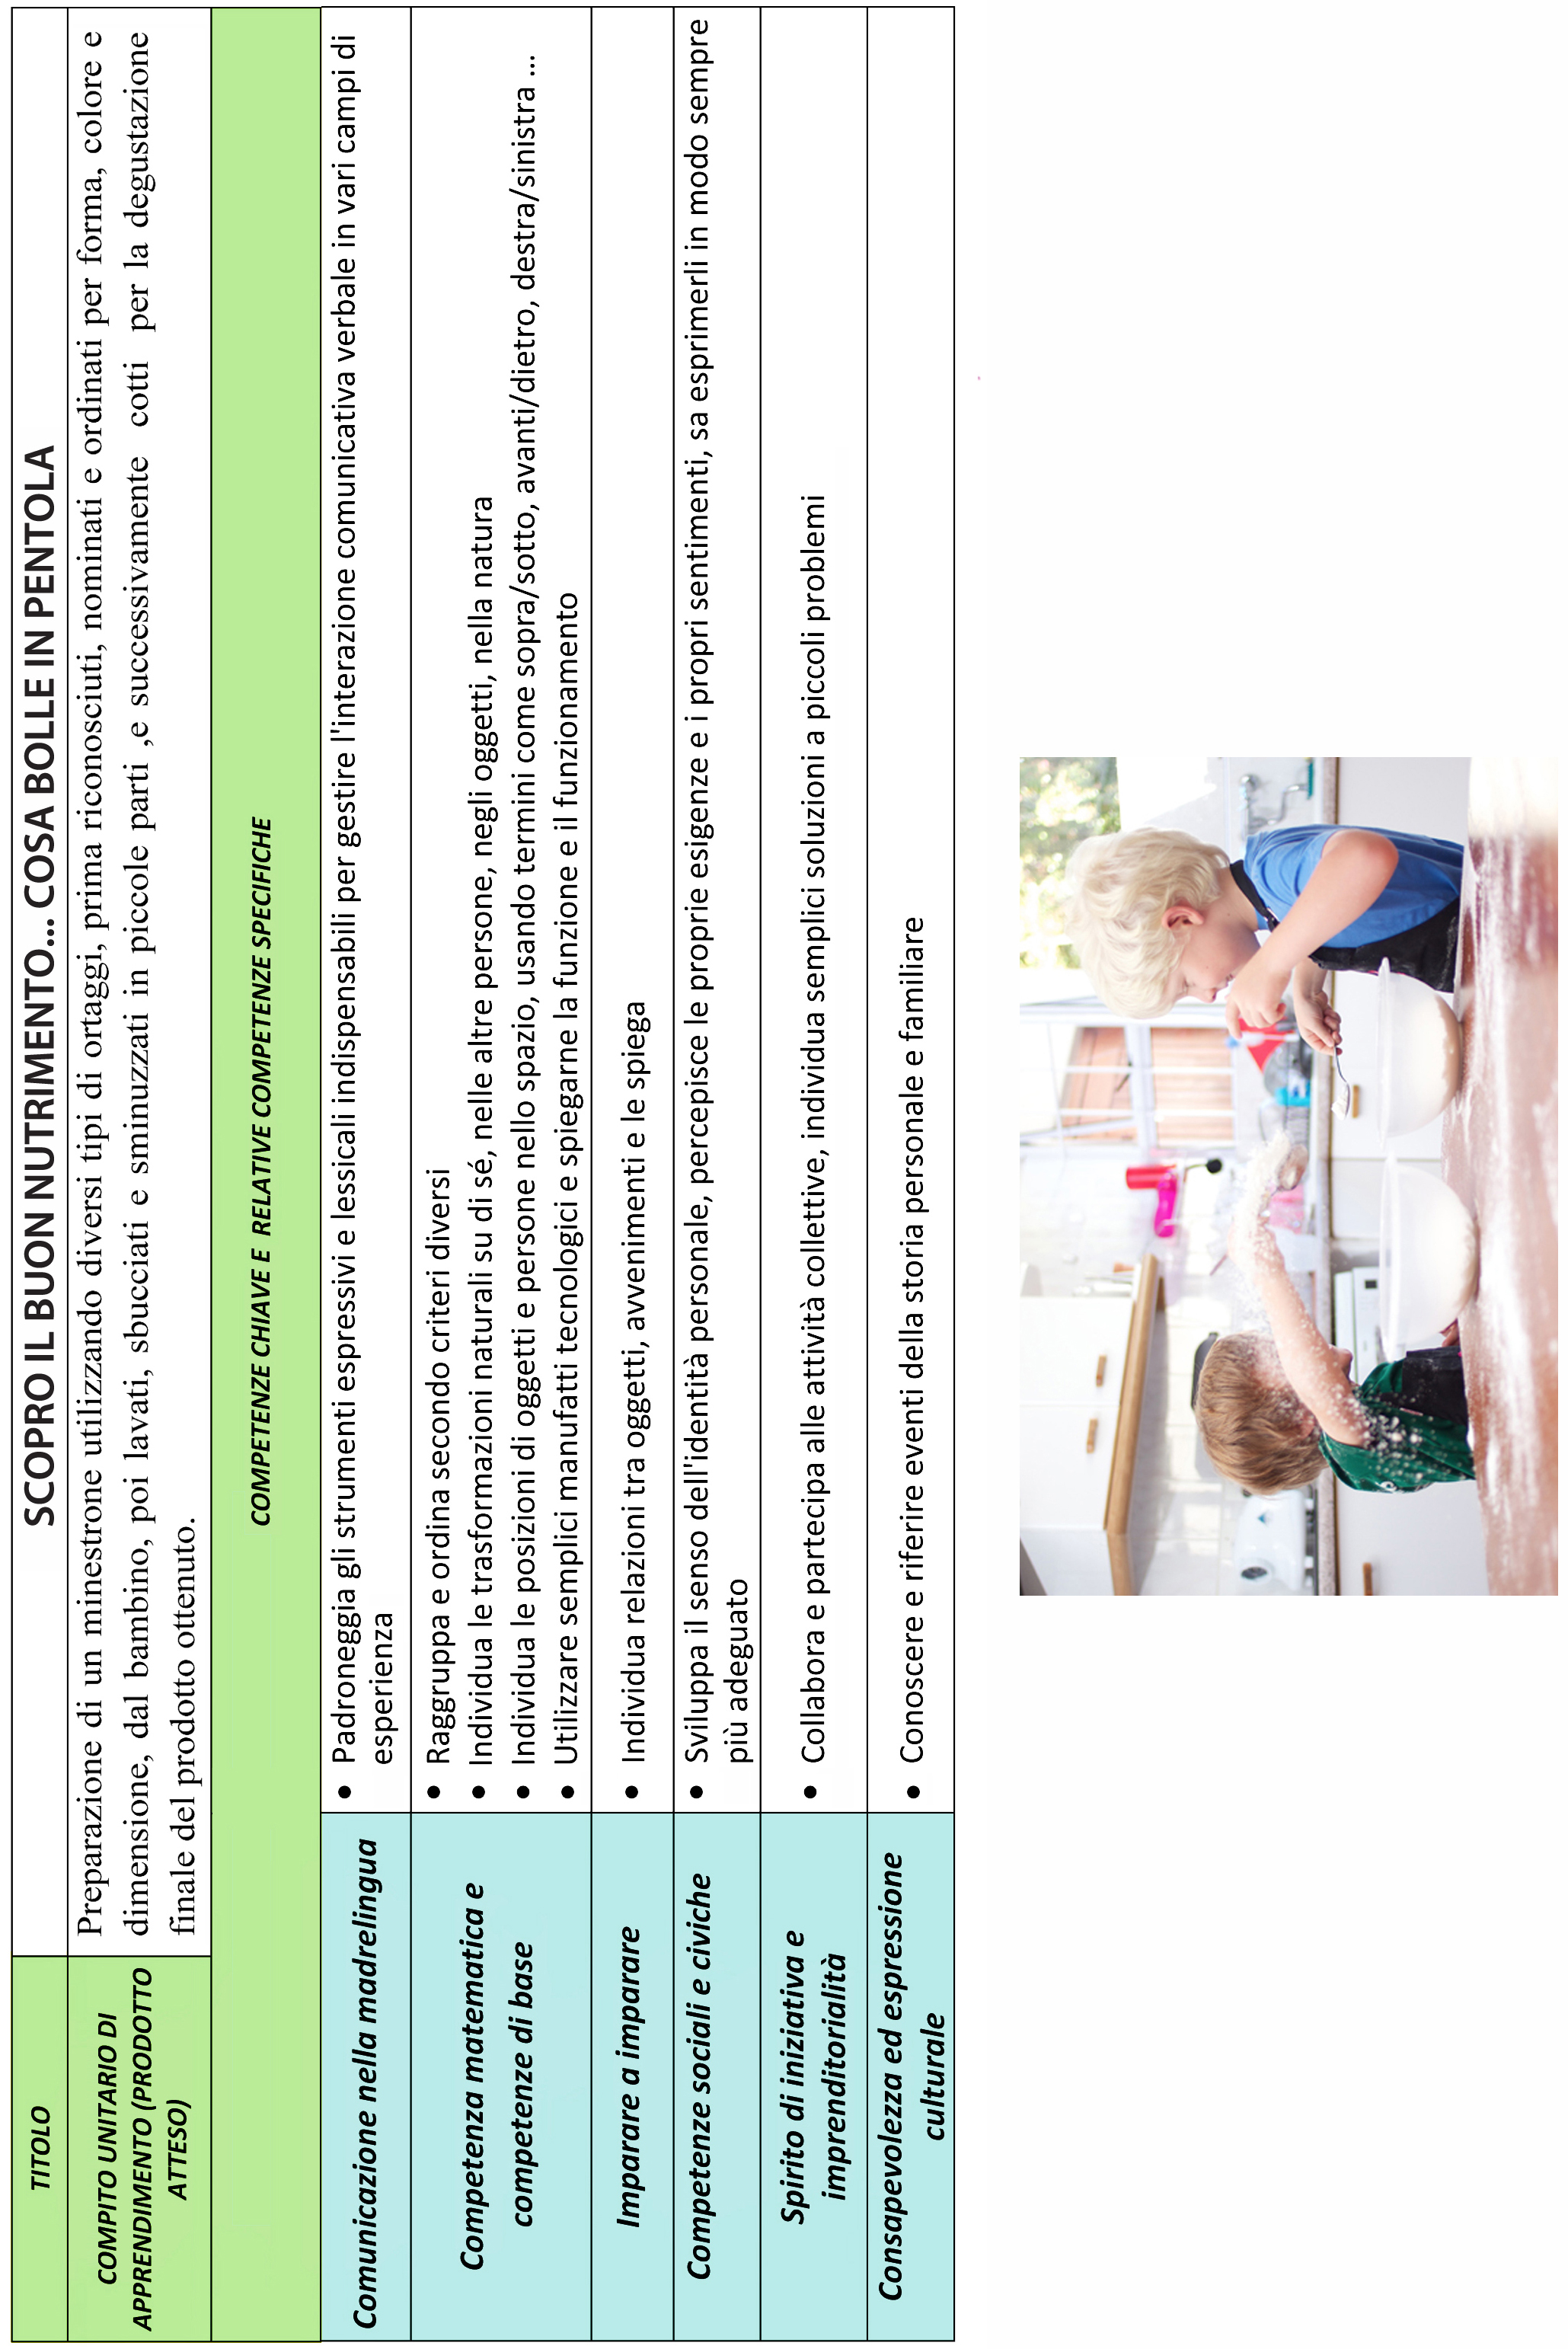 TITOLO
SCOPRO IL BUON NUTRIMENTO... COSA BOLLE IN PENTOLA
COMPITO UNITARIO DI
APPRENDIMENTO (PRODOTTO
ATTESO)
Preparazione di un minestrone utilizzando diversi tipi di ortaggi, prima riconosciuti, nominati e ordinati per forma, colore e
dimensione, dal bambino, poi lavati, sbucciati e sminuzzati in piccole parti ,e successivamente cotti per la degustazione
finale del prodotto ottenuto.
COMPETENZE CHIAVE E RELATIVE COMPETENZE SPECIFICHE
Comunicazione nella madrelingua
• Padroneggia gli strumenti espressivi e lessicali indispensabili per gestire l'interazione comunicativa verbale in vari campi di
esperienza
Competenza matematica e
competenze di base
• Raggruppa e ordina secondo criteri diversi
• Individua le trasformazioni naturali su di sé, nelle altre persone, negli oggetti, nella natura
• Individua le posizioni di oggetti e persone nello spazio, usando termini come sopra/sotto, avanti/dietro, destra/sinistra ...
• Utilizzare semplici manufatti tecnologici e spiegarne la funzione e il funzionamento
Imparare a imparare
• Individua relazioni tra oggetti, avvenimenti e le spiega
Competenze sociali e civiche
• Sviluppa il senso dell'identità personale, percepisce le proprie esigenze e i propri sentimenti, sa esprimerli in modo sempre
più adeguato
Spirito di iniziativa e
imprenditorialità
• Collabora e partecipa alle attività collettive, individua semplici soluzioni a piccoli problemi
Consapevolezza ed espressione
culturale
• Conoscere e riferire eventi della storia personale e familiare